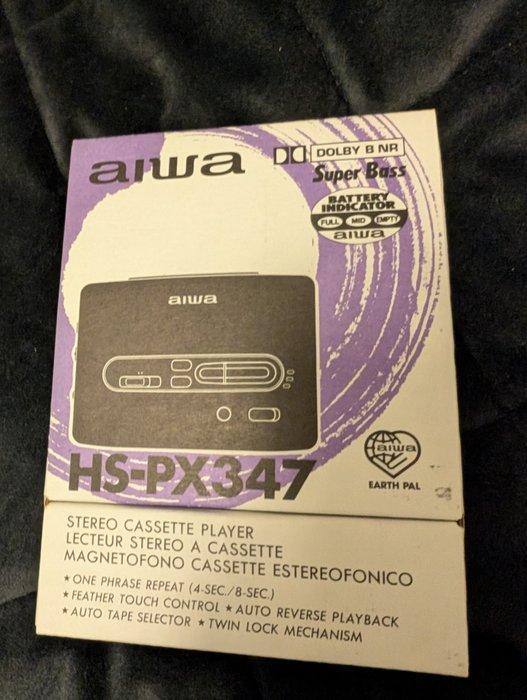 aiwa
DOLBY B NR
Super Bass
BATTERY
INDICATOR
FULL MID EMPTY
aiwa
aiwa
HS-PX347
aiwa
EARTH PAL
STEREO CASSETTE PLAYER
LECTEUR STEREO A CASSETTE
MAGNETOFONO CASSETTE ESTEREOFONICO
★ ONE PHRASE REPEAT (4-SEC./8-SEC.)
★ FEATHER TOUCH CONTROL ★ AUTO REVERSE PLAYBACK
★ AUTO TAPE SELECTOR ★ TWIN LOCK MECHANISM